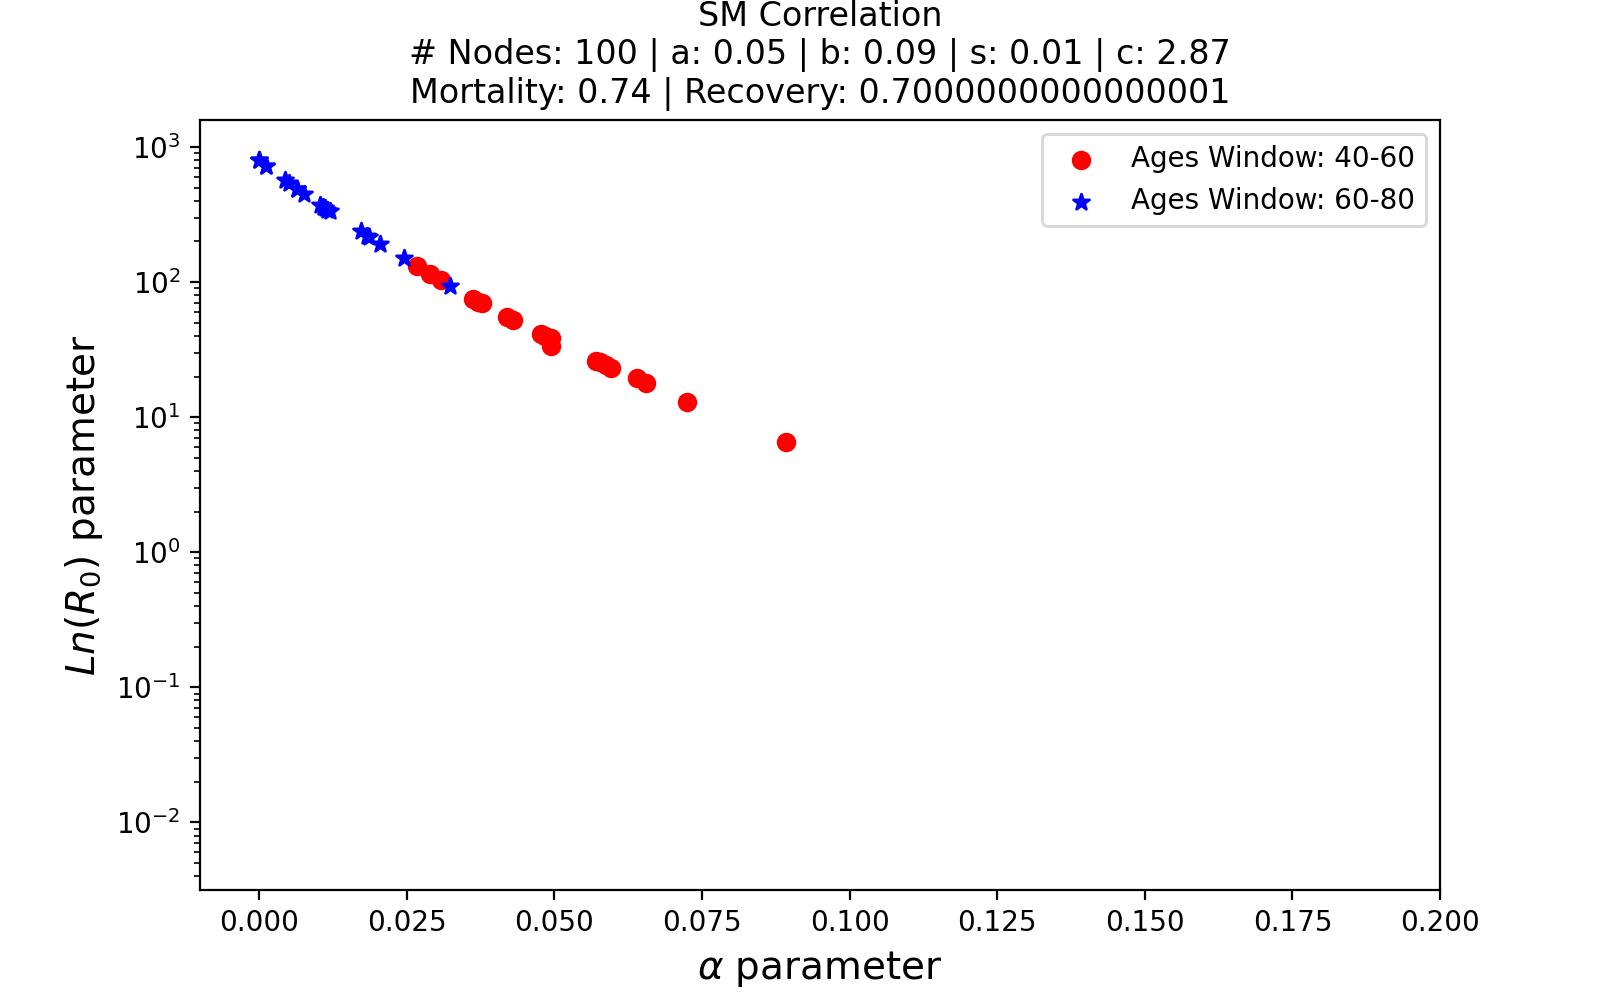 SM Correlation
# Nodes: 100 | a: 0.05 | b: 0.09 | s: 0.01 | c: 2.87
Mortality: 0.74 | Recovery: 0.7000000000000001
Ages Window: 40-60
Ages Window: 60-80
Ln(R₀) parameter
10³
10²
10¹
10⁰
10⁻¹
10⁻²
0.000 0.025 0.050 0.075 0.100 0.125 0.150 0.175 0.200
α parameter